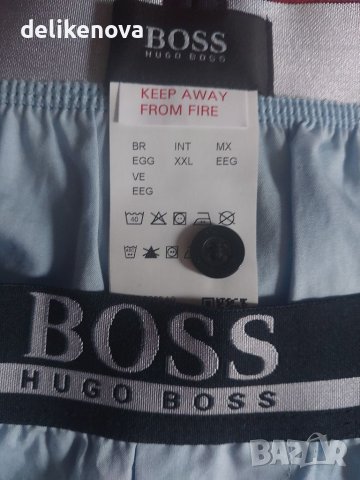 delikenova
BOSS
HUGO BOSS
KEEP AWAY
FROM FIRE
BR INT MX
EGG XXL EEG
VE
EEG
40
BOSS
HUGO BOSS
BAZAR